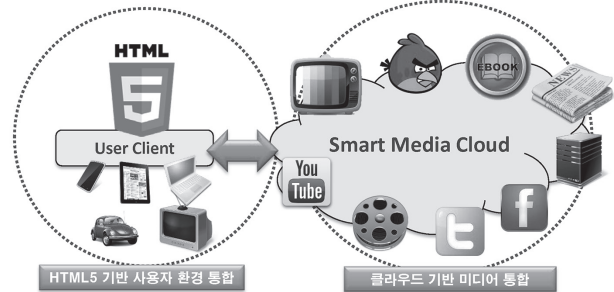 HTML
5
User Client
HTML5 기반 사용자 환경 통합
EBOOK
NEWS
Smart Media Cloud
You
Tube
t
f
클라우드 기반 미디어 통합